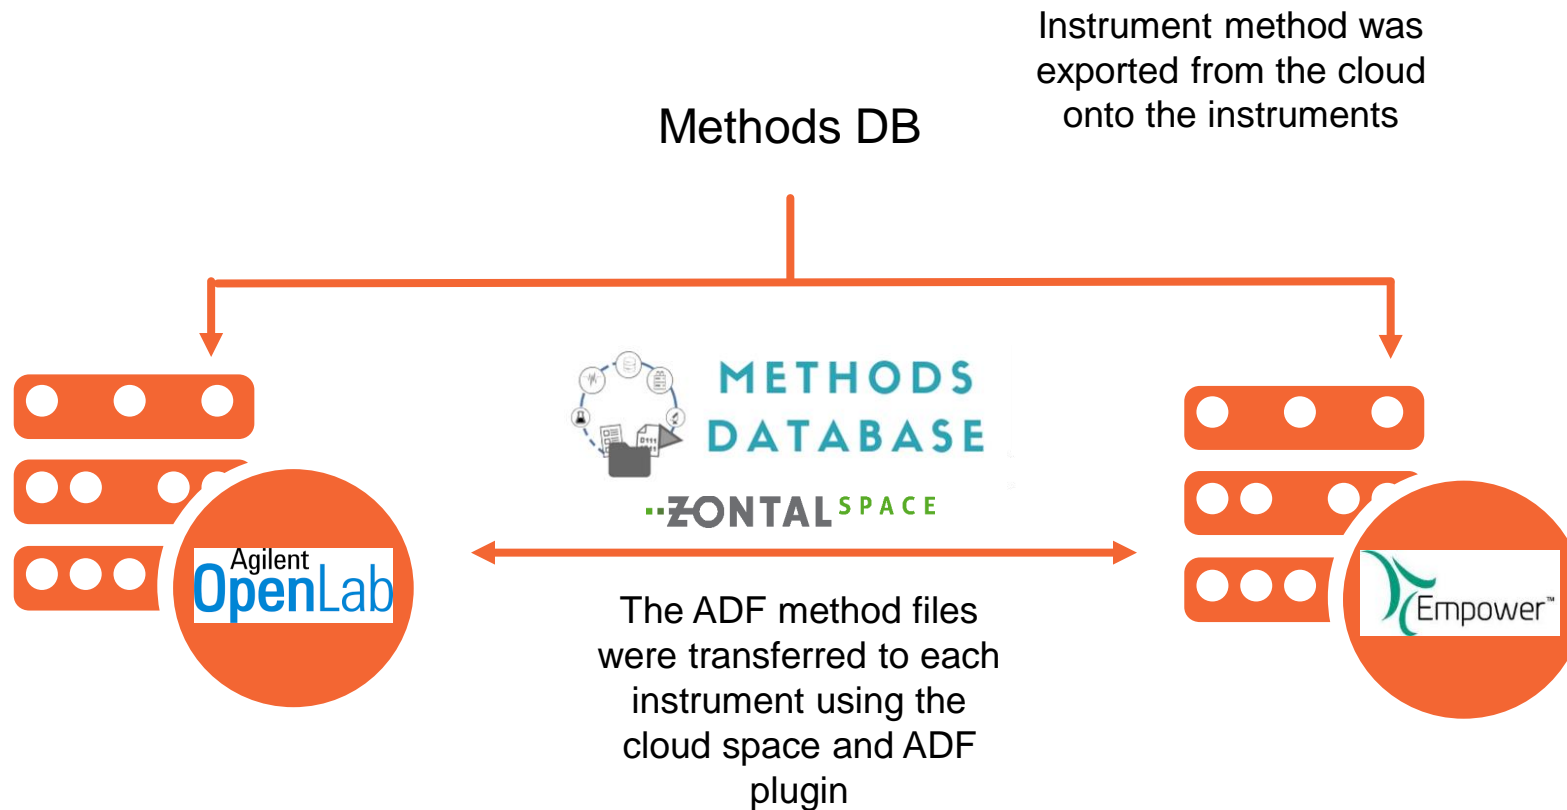 Instrument method was
exported from the cloud
onto the instruments
Methods DB
METHODS
DATABASE
ZONTAL SPACE
Agilent
OpenLab
Empower™
The ADF method files
were transferred to each
instrument using the
cloud space and ADF
plugin